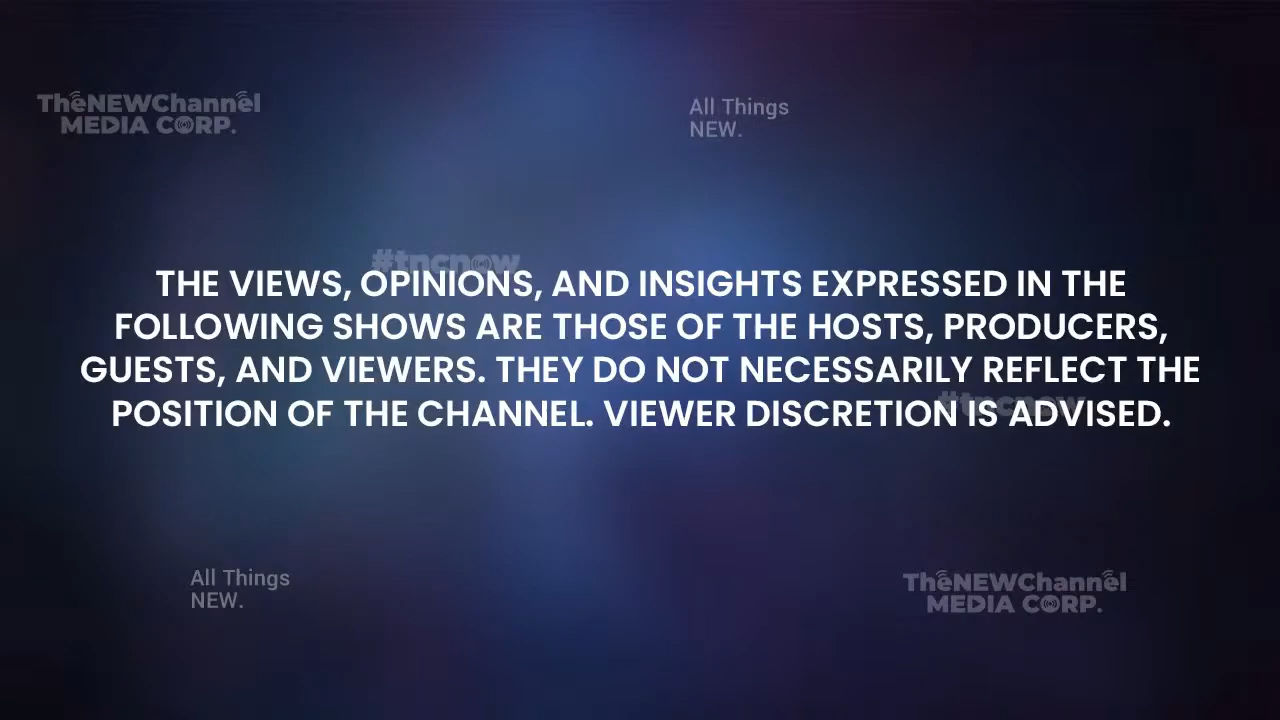 TheNEWChannel
MEDIA CORP.
All Things
NEW.
#tncnow
THE VIEWS, OPINIONS, AND INSIGHTS EXPRESSED IN THE
FOLLOWING SHOWS ARE THOSE OF THE HOSTS, PRODUCERS,
GUESTS, AND VIEWERS. THEY DO NOT NECESSARILY REFLECT THE
POSITION OF THE CHANNEL. VIEWER DISCRETION IS ADVISED.
#tncnow
All Things
NEW.
TheNEWChannel
MEDIA CORP.